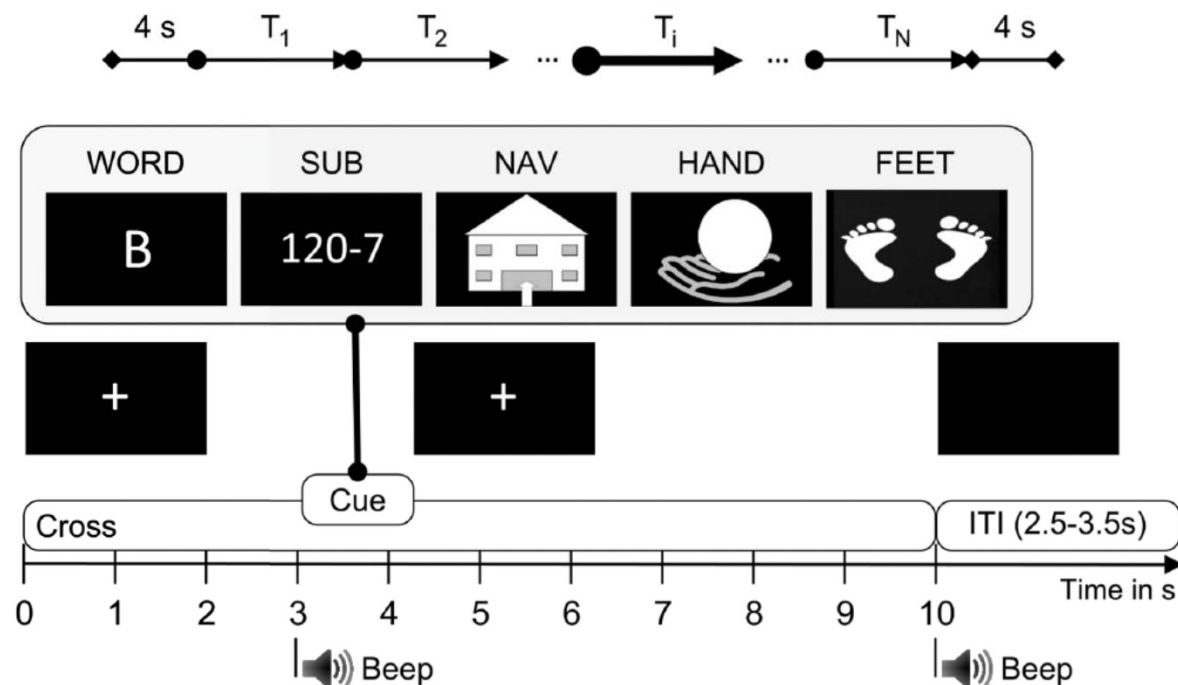 4 s T₁ T₂ ... Tᵢ ... T_N 4 s
WORD SUB NAV HAND FEET
B 120-7
+ +
Cue
Cross ITI (2.5-3.5s)
Time in s
0 1 2 3 4 5 6 7 8 9 10
Beep Beep